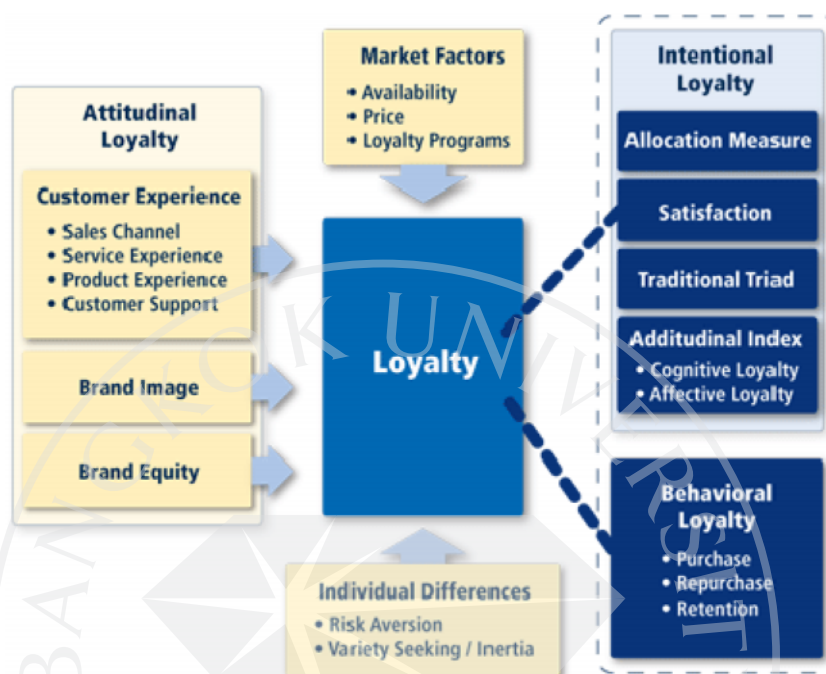 Attitudinal
Loyalty
Customer Experience
• Sales Channel
• Service Experience
• Product Experience
• Customer Support
Brand Image
Brand Equity
Market Factors
• Availability
• Price
• Loyalty Programs
Loyalty
Individual Differences
• Risk Aversion
• Variety Seeking / Inertia
Intentional
Loyalty
Allocation Measure
Satisfaction
Traditional Triad
Additudinal Index
• Cognitive Loyalty
• Affective Loyalty
Behavioral
Loyalty
• Purchase
• Repurchase
• Retention
BANGKOK UNIVERSIT